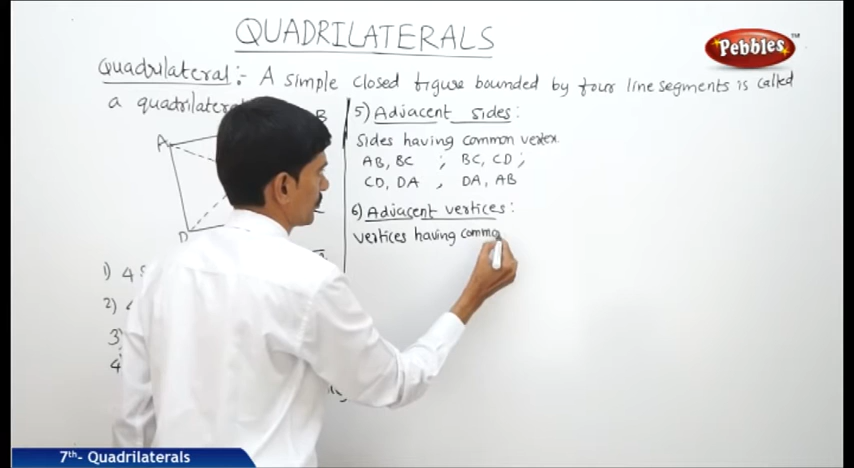 QUADRILATERALS
Pebbles™
Quadrilateral:- A simple closed figure bounded by four line segments is called
a quadrilateral
A
B
D
1) 4
2)
3)
4)
5) Adjacent sides:
Sides having common vertex
AB, BC ; BC, CD ;
CD, DA , DA, AB
6) Adjacent vertices:
vertices having commo
7th- Quadrilaterals